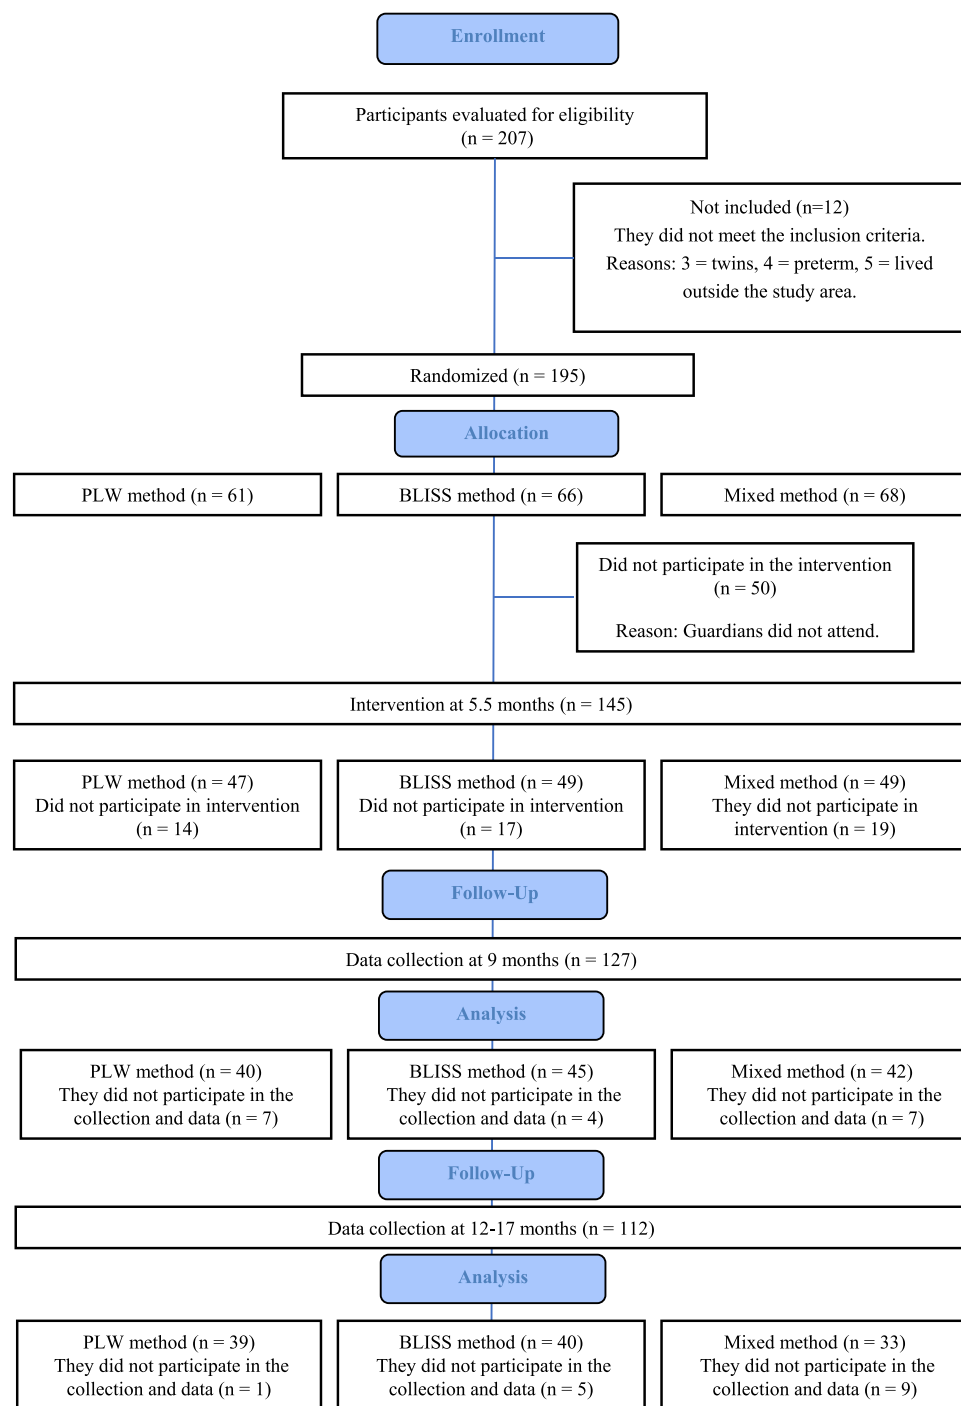 Enrollment
Participants evaluated for eligibility
(n = 207)
Not included (n=12)
They did not meet the inclusion criteria.
Reasons: 3 = twins, 4 = preterm, 5 = lived
outside the study area.
Randomized (n = 195)
Allocation
PLW method (n = 61)
BLISS method (n = 66)
Mixed method (n = 68)
Did not participate in the intervention
(n = 50)
Reason: Guardians did not attend.
Intervention at 5.5 months (n = 145)
PLW method (n = 47)
Did not participate in intervention
(n = 14)
BLISS method (n = 49)
Did not participate in intervention
(n = 17)
Mixed method (n = 49)
They did not participate in
intervention (n = 19)
Follow-Up
Data collection at 9 months (n = 127)
Analysis
PLW method (n = 40)
They did not participate in the
collection and data (n = 7)
BLISS method (n = 45)
They did not participate in the
collection and data (n = 4)
Mixed method (n = 42)
They did not participate in the
collection and data (n = 7)
Follow-Up
Data collection at 12-17 months (n = 112)
Analysis
PLW method (n = 39)
They did not participate in the
collection and data (n = 1)
BLISS method (n = 40)
They did not participate in the
collection and data (n = 5)
Mixed method (n = 33)
They did not participate in the
collection and data (n = 9)